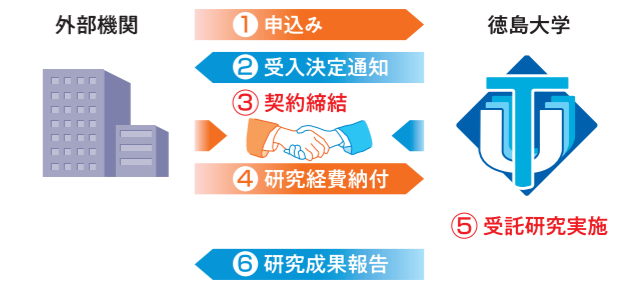 外部機関
徳島大学
① 申込み
② 受入決定通知
③ 契約締結
④ 研究経費納付
⑤ 受託研究実施
⑥ 研究成果報告